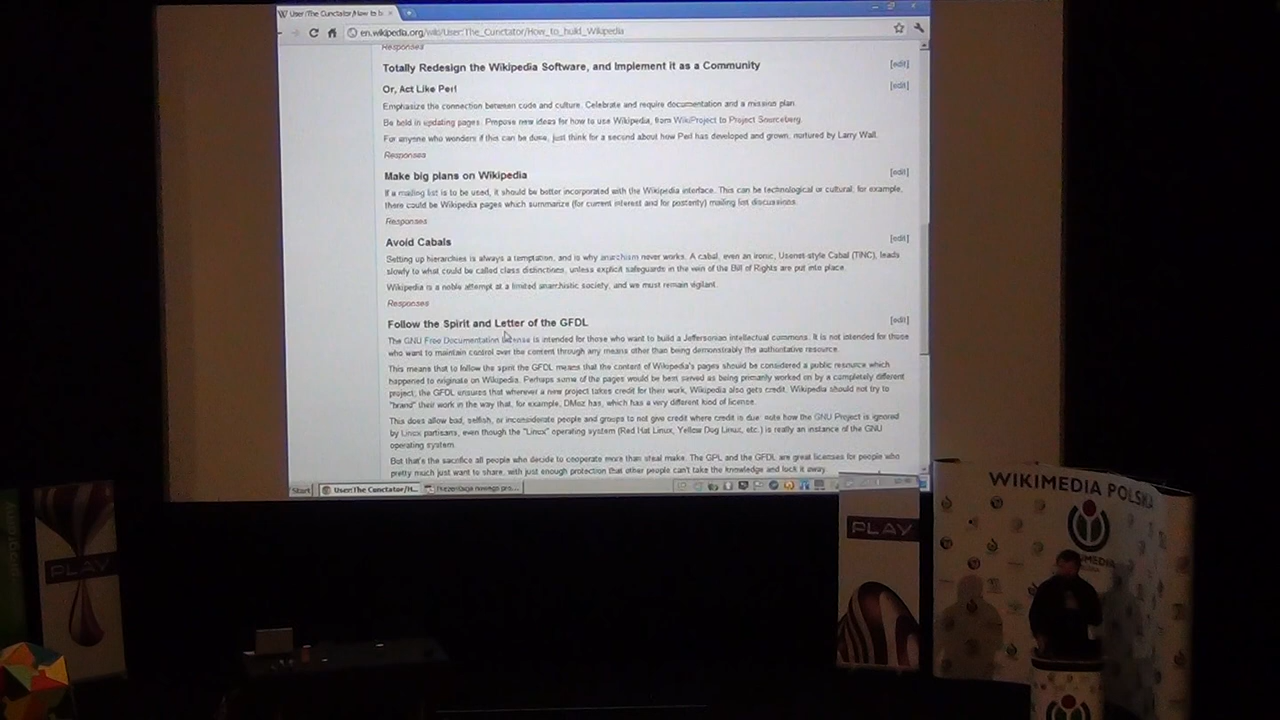 User:The Cunctator/How to b
en.wikipedia.org/wiki/User:The_Cunctator/How_to_build_Wikipedia
Responses
Totally Redesign the Wikipedia Software, and Implement it as a Community
[edit]
Or, Act Like Perl
[edit]
Emphasize the connection between code and culture. Celebrate and require documentation and a mission plan.
Be bold in updating pages. Propose new ideas for how to use Wikipedia, from WikiProject to Project Sourceberg.
For anyone who wonders if this can be done, just think for a second about how Perl has developed and grown, nurtured by Larry Wall.
Responses
Make big plans on Wikipedia
[edit]
If a mailing list is to be used, it should be better incorporated with the Wikipedia interface. This can be technological or cultural; for example,
there could be Wikipedia pages which summarize (for current interest and for posterity) mailing list discussions.
Responses
Avoid Cabals
[edit]
Setting up hierarchies is always a temptation, and is why anarchism never works. A cabal, even an ironic, Usenet-style Cabal (TINC), leads
slowly to what could be called class distinctines, unless explicit safeguards in the vein of the Bill of Rights are put into place.
Wikipedia is a noble attempt at a limited anarchistic society, and we must remain vigilant.
Responses
Follow the Spirit and Letter of the GFDL
[edit]
The GNU Free Documentation license is intended for those who want to build a Jeffersonian intellectual commons. It is not intended for those
who want to maintain control over the content through any means other than being demonstrably the authoritative resource.
This means that to follow the spirit the GFDL means that the content of Wikipedia's pages should be considered a public resource which
happened to originate on Wikipedia. Perhaps some of the pages would be best served as being primarily worked on by a completely different
project; the GFDL ensures that wherever a new project takes credit for their work, Wikipedia also gets credit. Wikipedia should not try to
"brand" their work in the way that, for example, DMoz has, which has a very different kind of license.
This does allow bad, selfish, or inconsiderate people and groups to not give credit where credit is due: note how the GNU Project is ignored
by Linux partisans, even though the "Linux" operating system (Red Hat Linux, Yellow Dog Linux, etc.) is really an instance of the GNU
operating system.
But that's the sacrifice all people who decide to cooperate more than steal make. The GPL and the GFDL are great licenses for people who
pretty much just want to share, with just enough protection that other people can't take the knowledge and lock it away.
Start
User:The Cunctator/H...
Prezentacja nowego pro...
WIKIMEDIA POLSKA
PLAY
PLAY